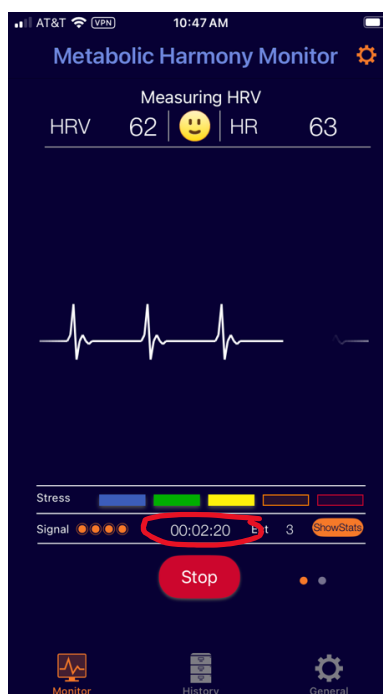 AT&T VPN 10:47 AM
Metabolic Harmony Monitor
Measuring HRV
HRV 62 HR 63
Stress
Signal 00:02:20 3 ShowStats
Stop
Monitor History General